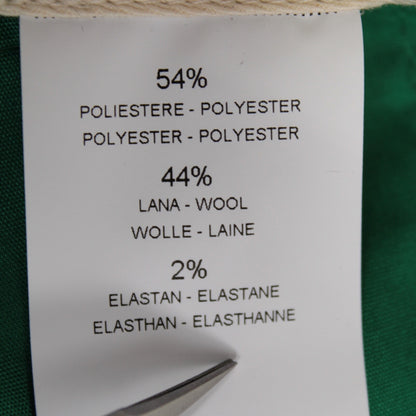 54%
POLIESTERE - POLYESTER
POLYESTER - POLYESTER
44%
LANA - WOOL
WOLLE - LAINE
2%
ELASTAN - ELASTANE
ELASTHAN - ELASTHANNE